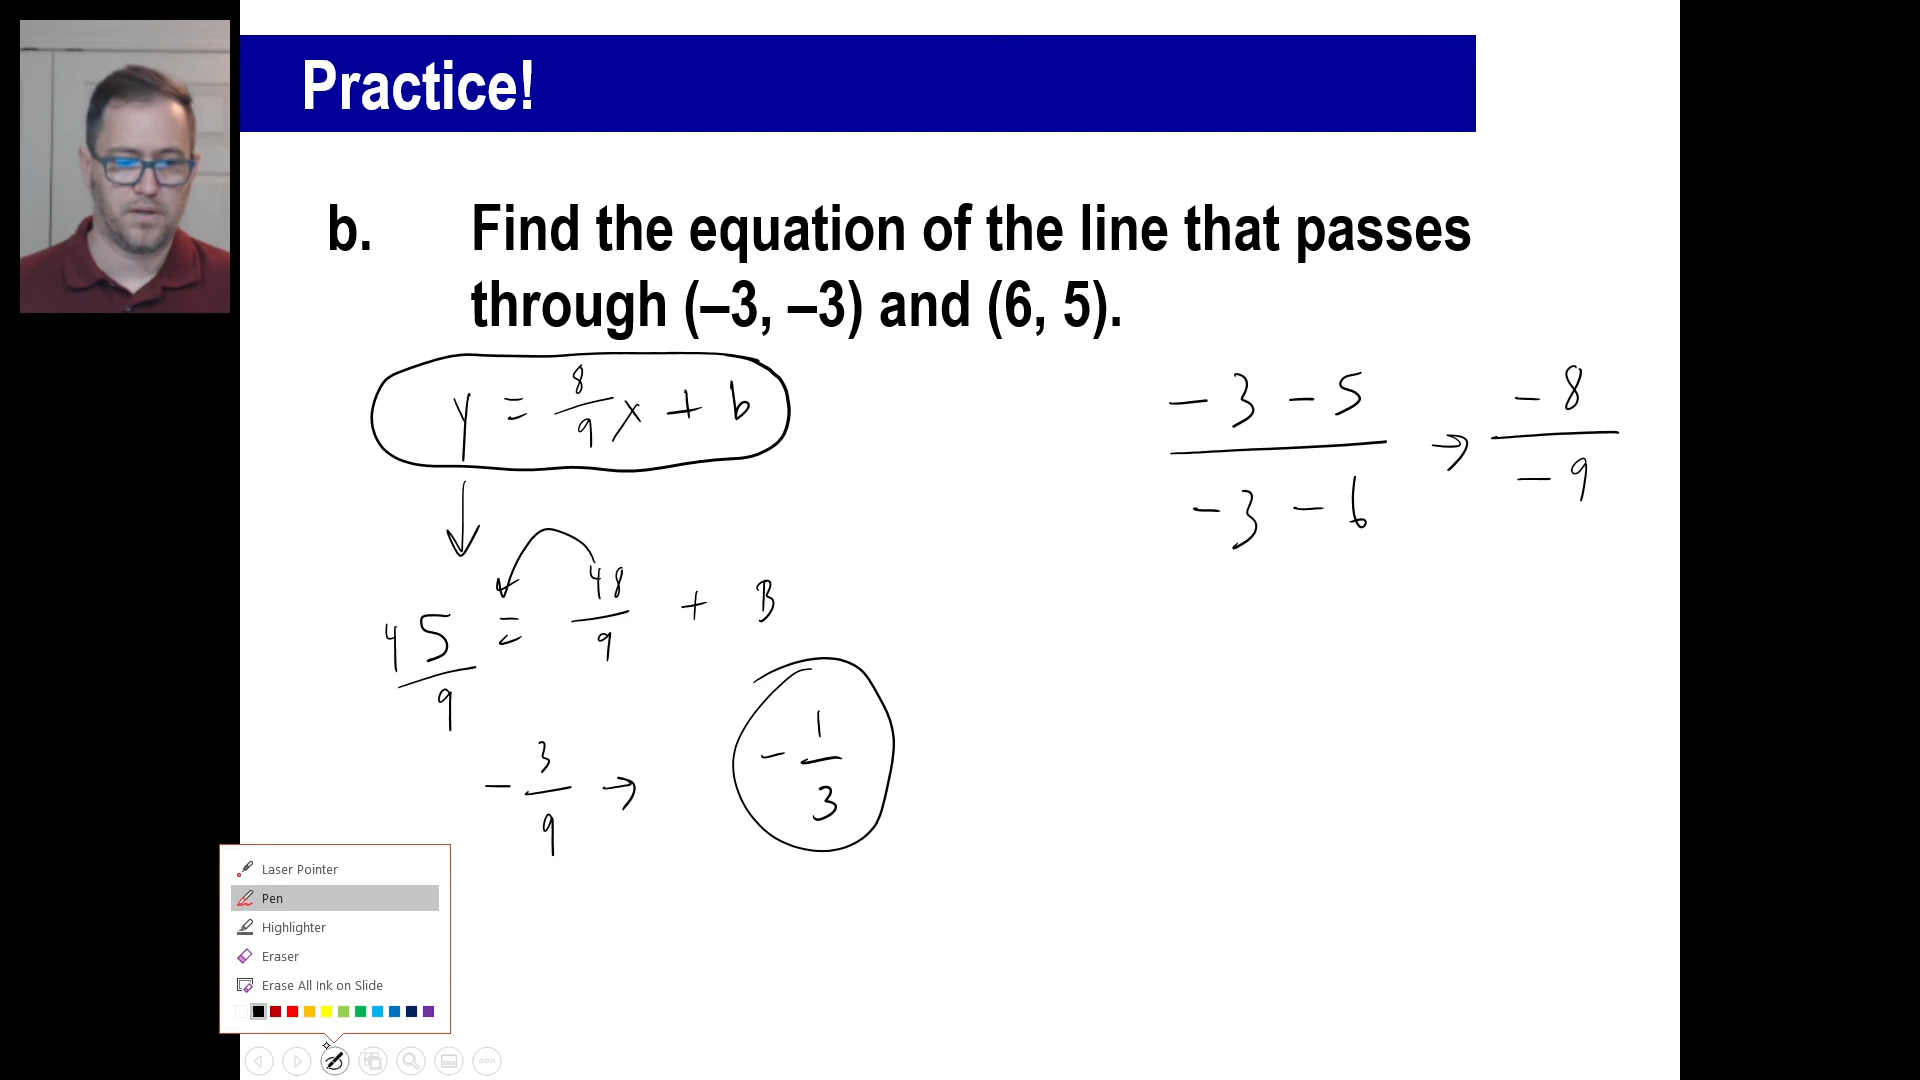 Practice!
b. Find the equation of the line that passes
through (–3, –3) and (6, 5).
y = 8/9 x + b
-3 - 5 / -3 - 6 → -8 / -9
45/9 = 48/9 + B
- 3/9 → - 1/3
Laser Pointer
Pen
Highlighter
Eraser
Erase All Ink on Slide